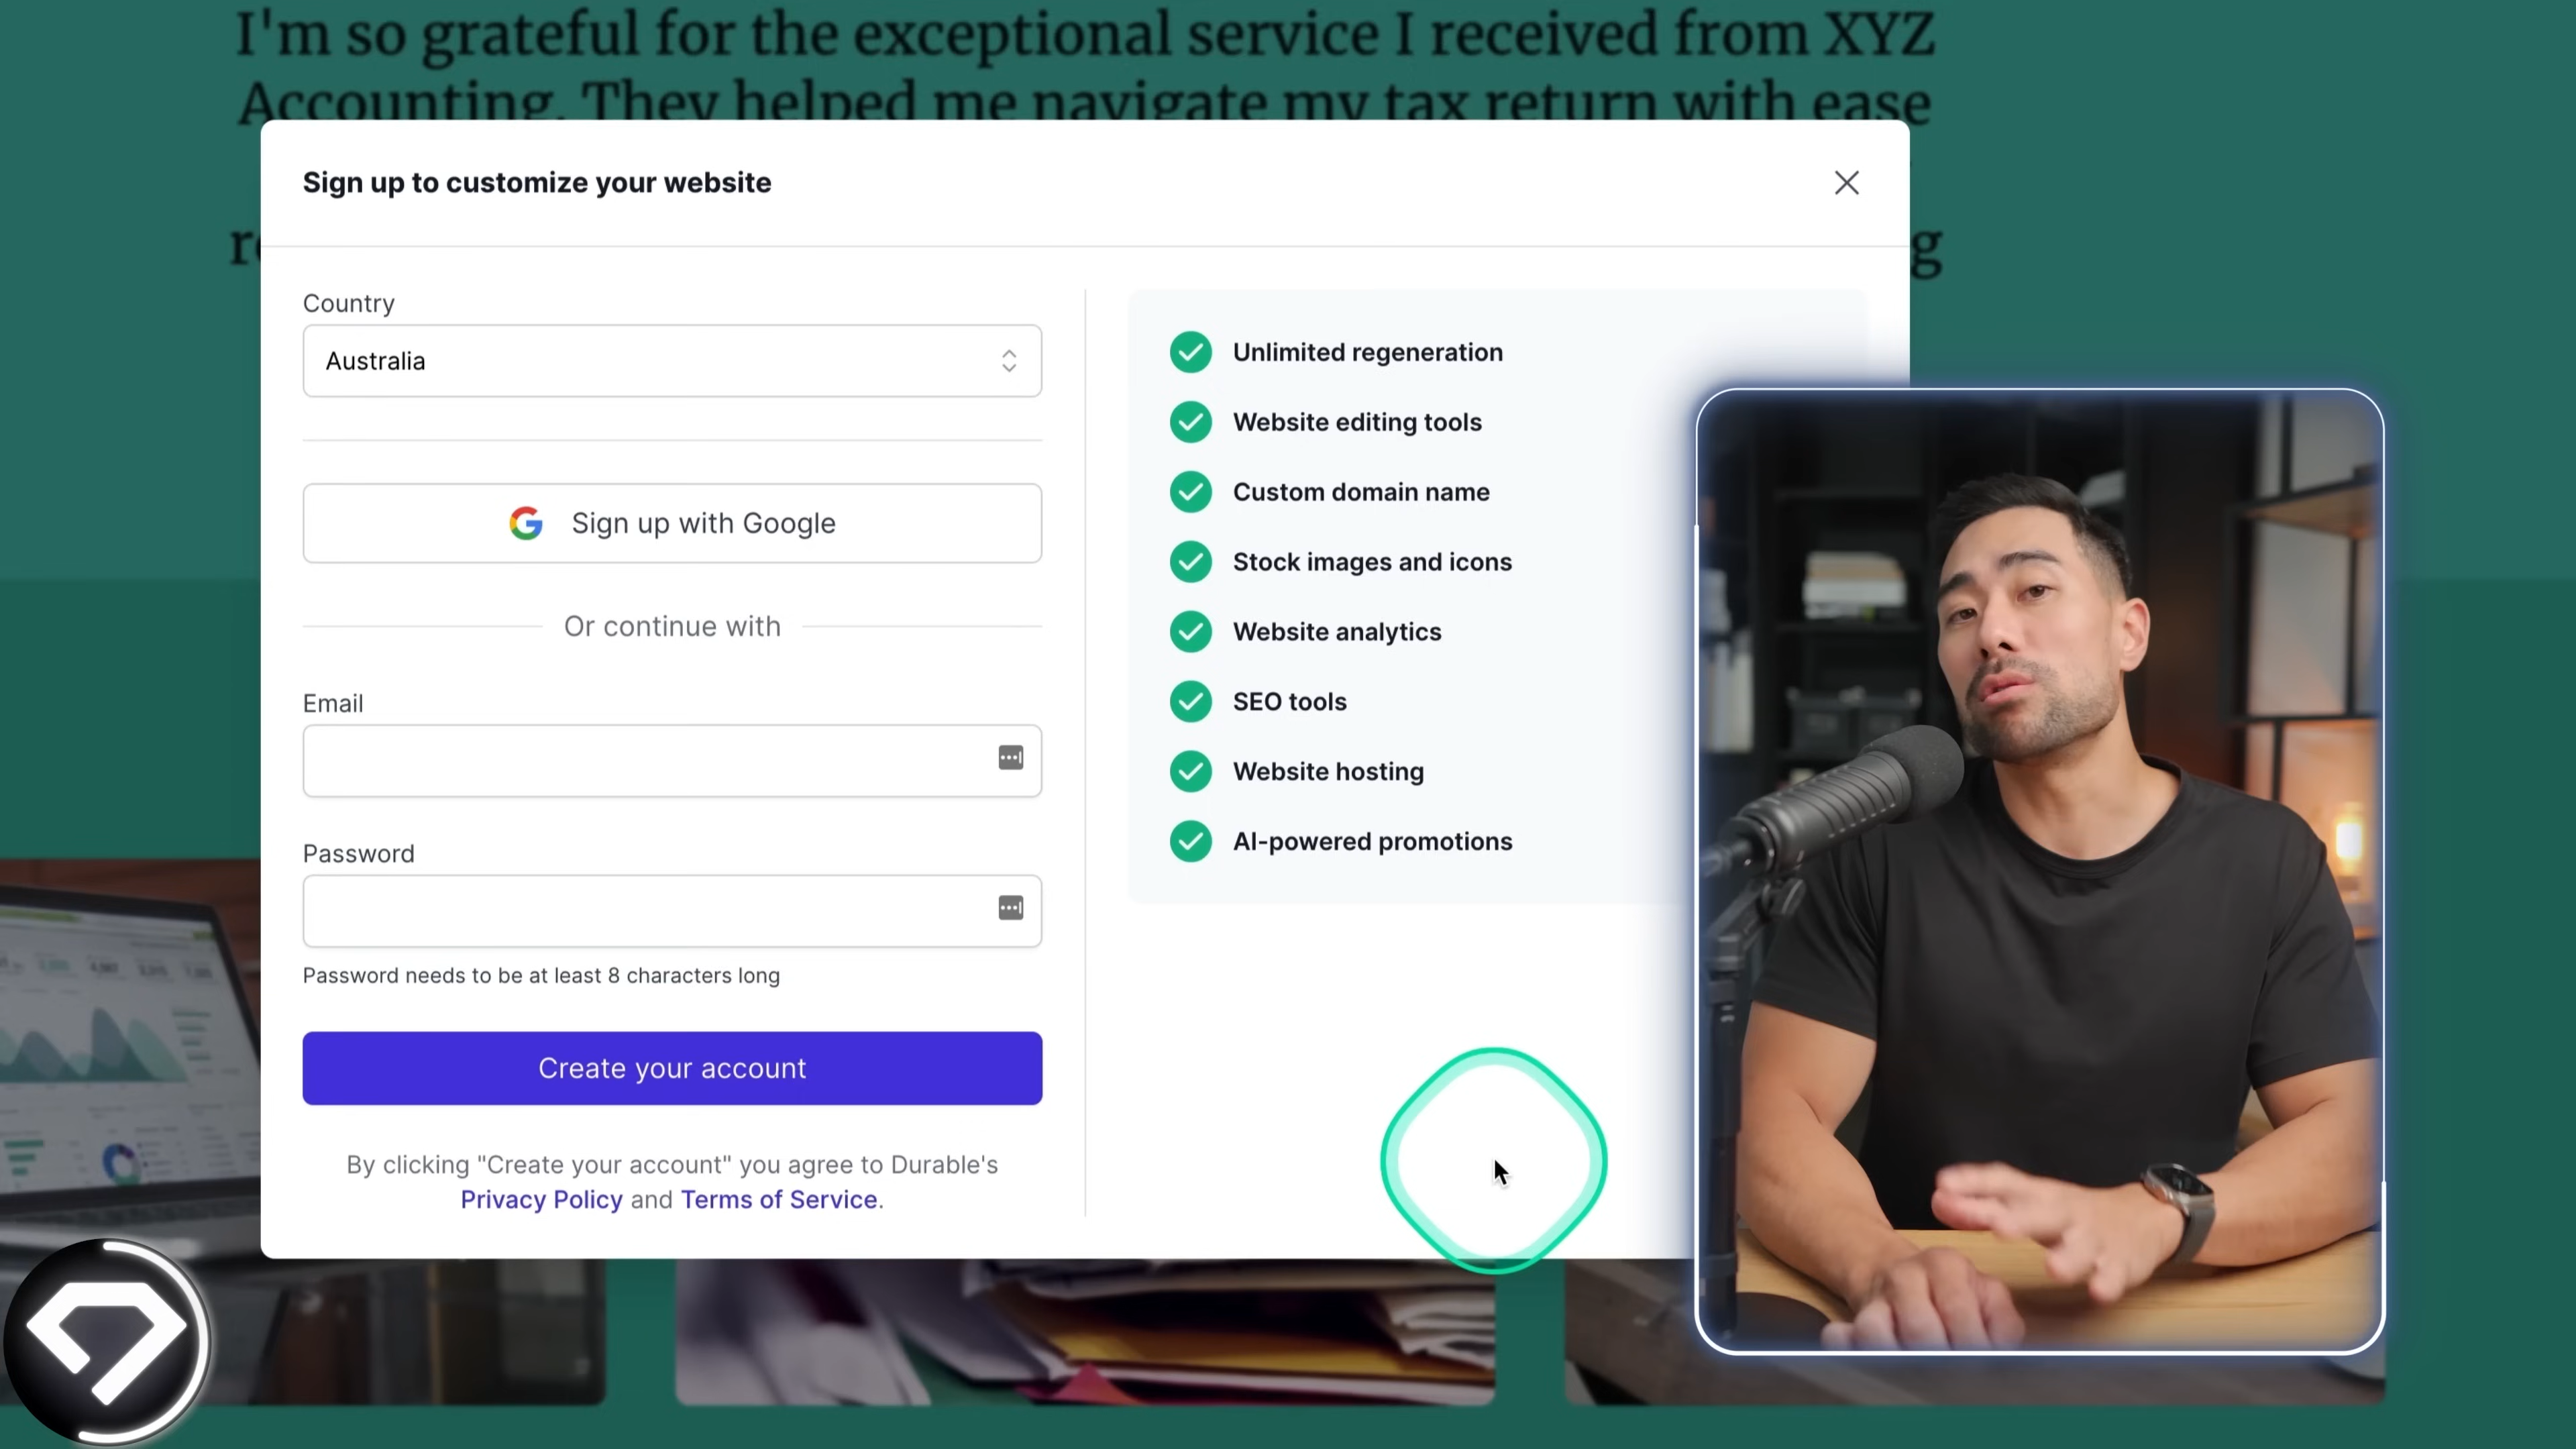 I'm so grateful for the exceptional service I received from XYZ
Accounting. They helped me navigate my tax return with ease
Sign up to customize your website
Country
Australia
Sign up with Google
Or continue with
Email
Password
Password needs to be at least 8 characters long
Create your account
By clicking "Create your account" you agree to Durable's
Privacy Policy and Terms of Service.
Unlimited regeneration
Website editing tools
Custom domain name
Stock images and icons
Website analytics
SEO tools
Website hosting
AI-powered promotions